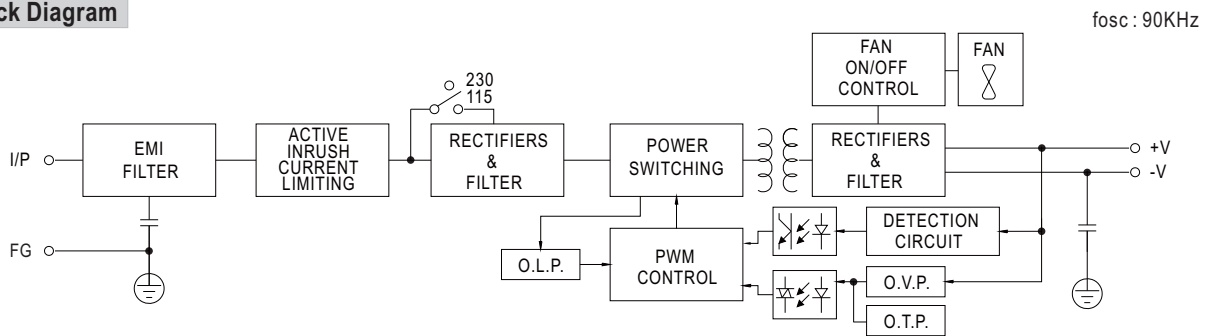 ck Diagram
fosc : 90KHz
FAN
ON/OFF
CONTROL
FAN
230
115
I/P
EMI
FILTER
ACTIVE
INRUSH
CURRENT
LIMITING
RECTIFIERS
&
FILTER
POWER
SWITCHING
RECTIFIERS
&
FILTER
+V
-V
FG
O.L.P.
PWM
CONTROL
DETECTION
CIRCUIT
O.V.P.
O.T.P.